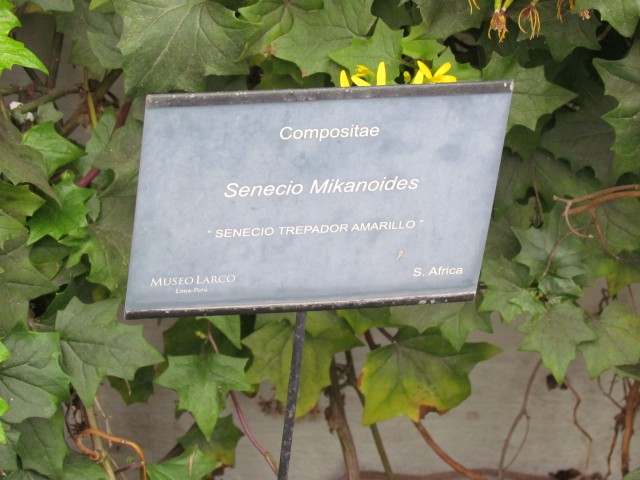 Compositae
Senecio Mikanoides
" SENECIO TREPADOR AMARILLO "
MUSEO LARCO
Lima-Perú
S. Africa